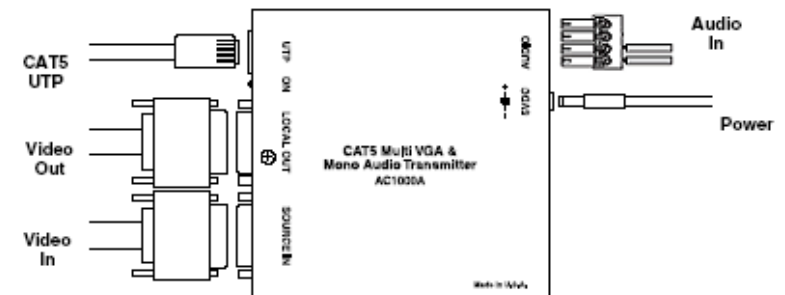 CAT5
UTP
Video
Out
Video
In
UTP
ON
LOCAL OUT
SOURCE IN
CAT5 Multi VGA &
Mono Audio Transmitter
AC1000A
AUDIO
+
-
Made in U.S.A.
Audio
In
Power